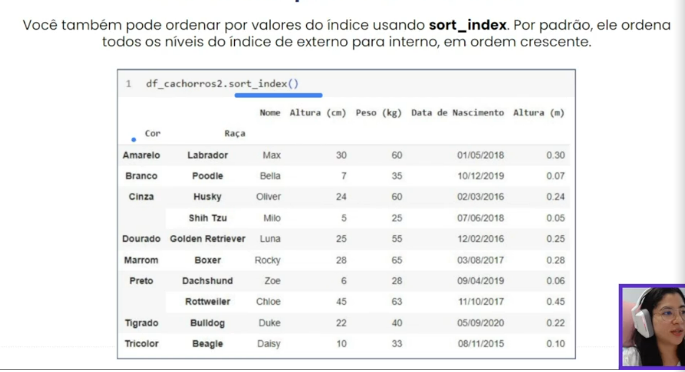 Você também pode ordenar por valores do índice usando sort_index. Por padrão, ele ordena
todos os níveis do índice de externo para interno, em ordem crescente.
1 df_cachorros2.sort_index()
Nome Altura (cm) Peso (kg) Data de Nascimento Altura (m)
Cor Raça
Amarelo Labrador Max 30 60 01/05/2018 0.30
Branco Poodle Bella 7 35 10/12/2019 0.07
Cinza Husky Oliver 24 60 02/03/2016 0.24
Shih Tzu Milo 5 25 07/06/2018 0.05
Dourado Golden Retriever Luna 25 55 12/02/2016 0.25
Marrom Boxer Rocky 28 65 03/08/2017 0.28
Preto Dachshund Zoe 6 28 09/04/2019 0.06
Rottweiler Chloe 45 63 11/10/2017 0.45
Tigrado Bulldog Duke 22 40 05/09/2020 0.22
Tricolor Beagle Daisy 10 33 08/11/2015 0.10